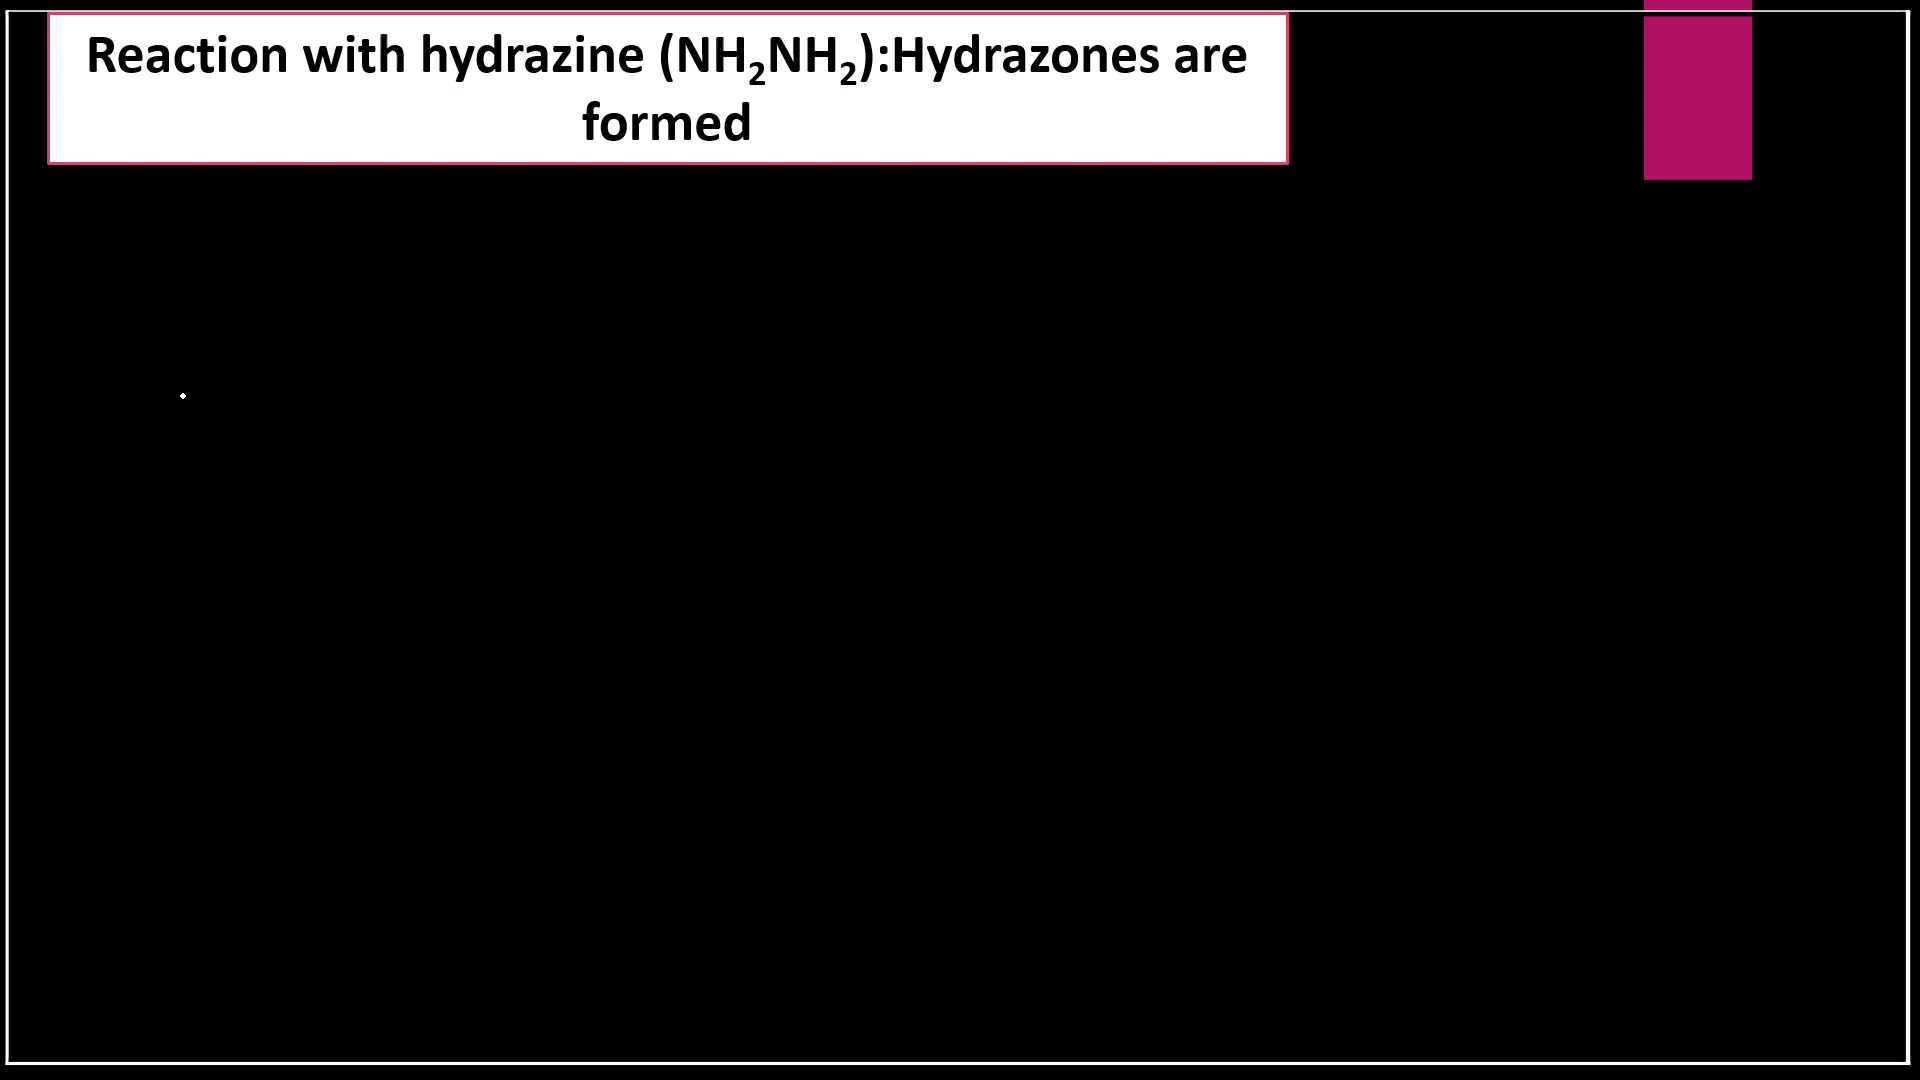 Reaction with hydrazine (NH₂NH₂):Hydrazones are
formed